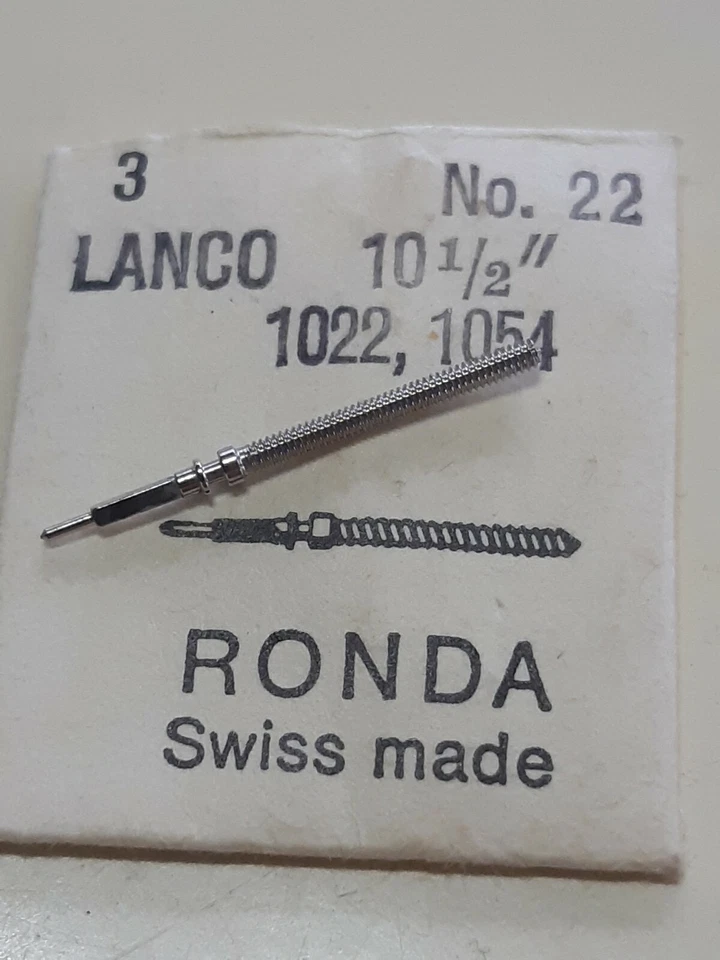 3 No. 22
LANCO 10 1/2"
1022, 1054
RONDA
Swiss made